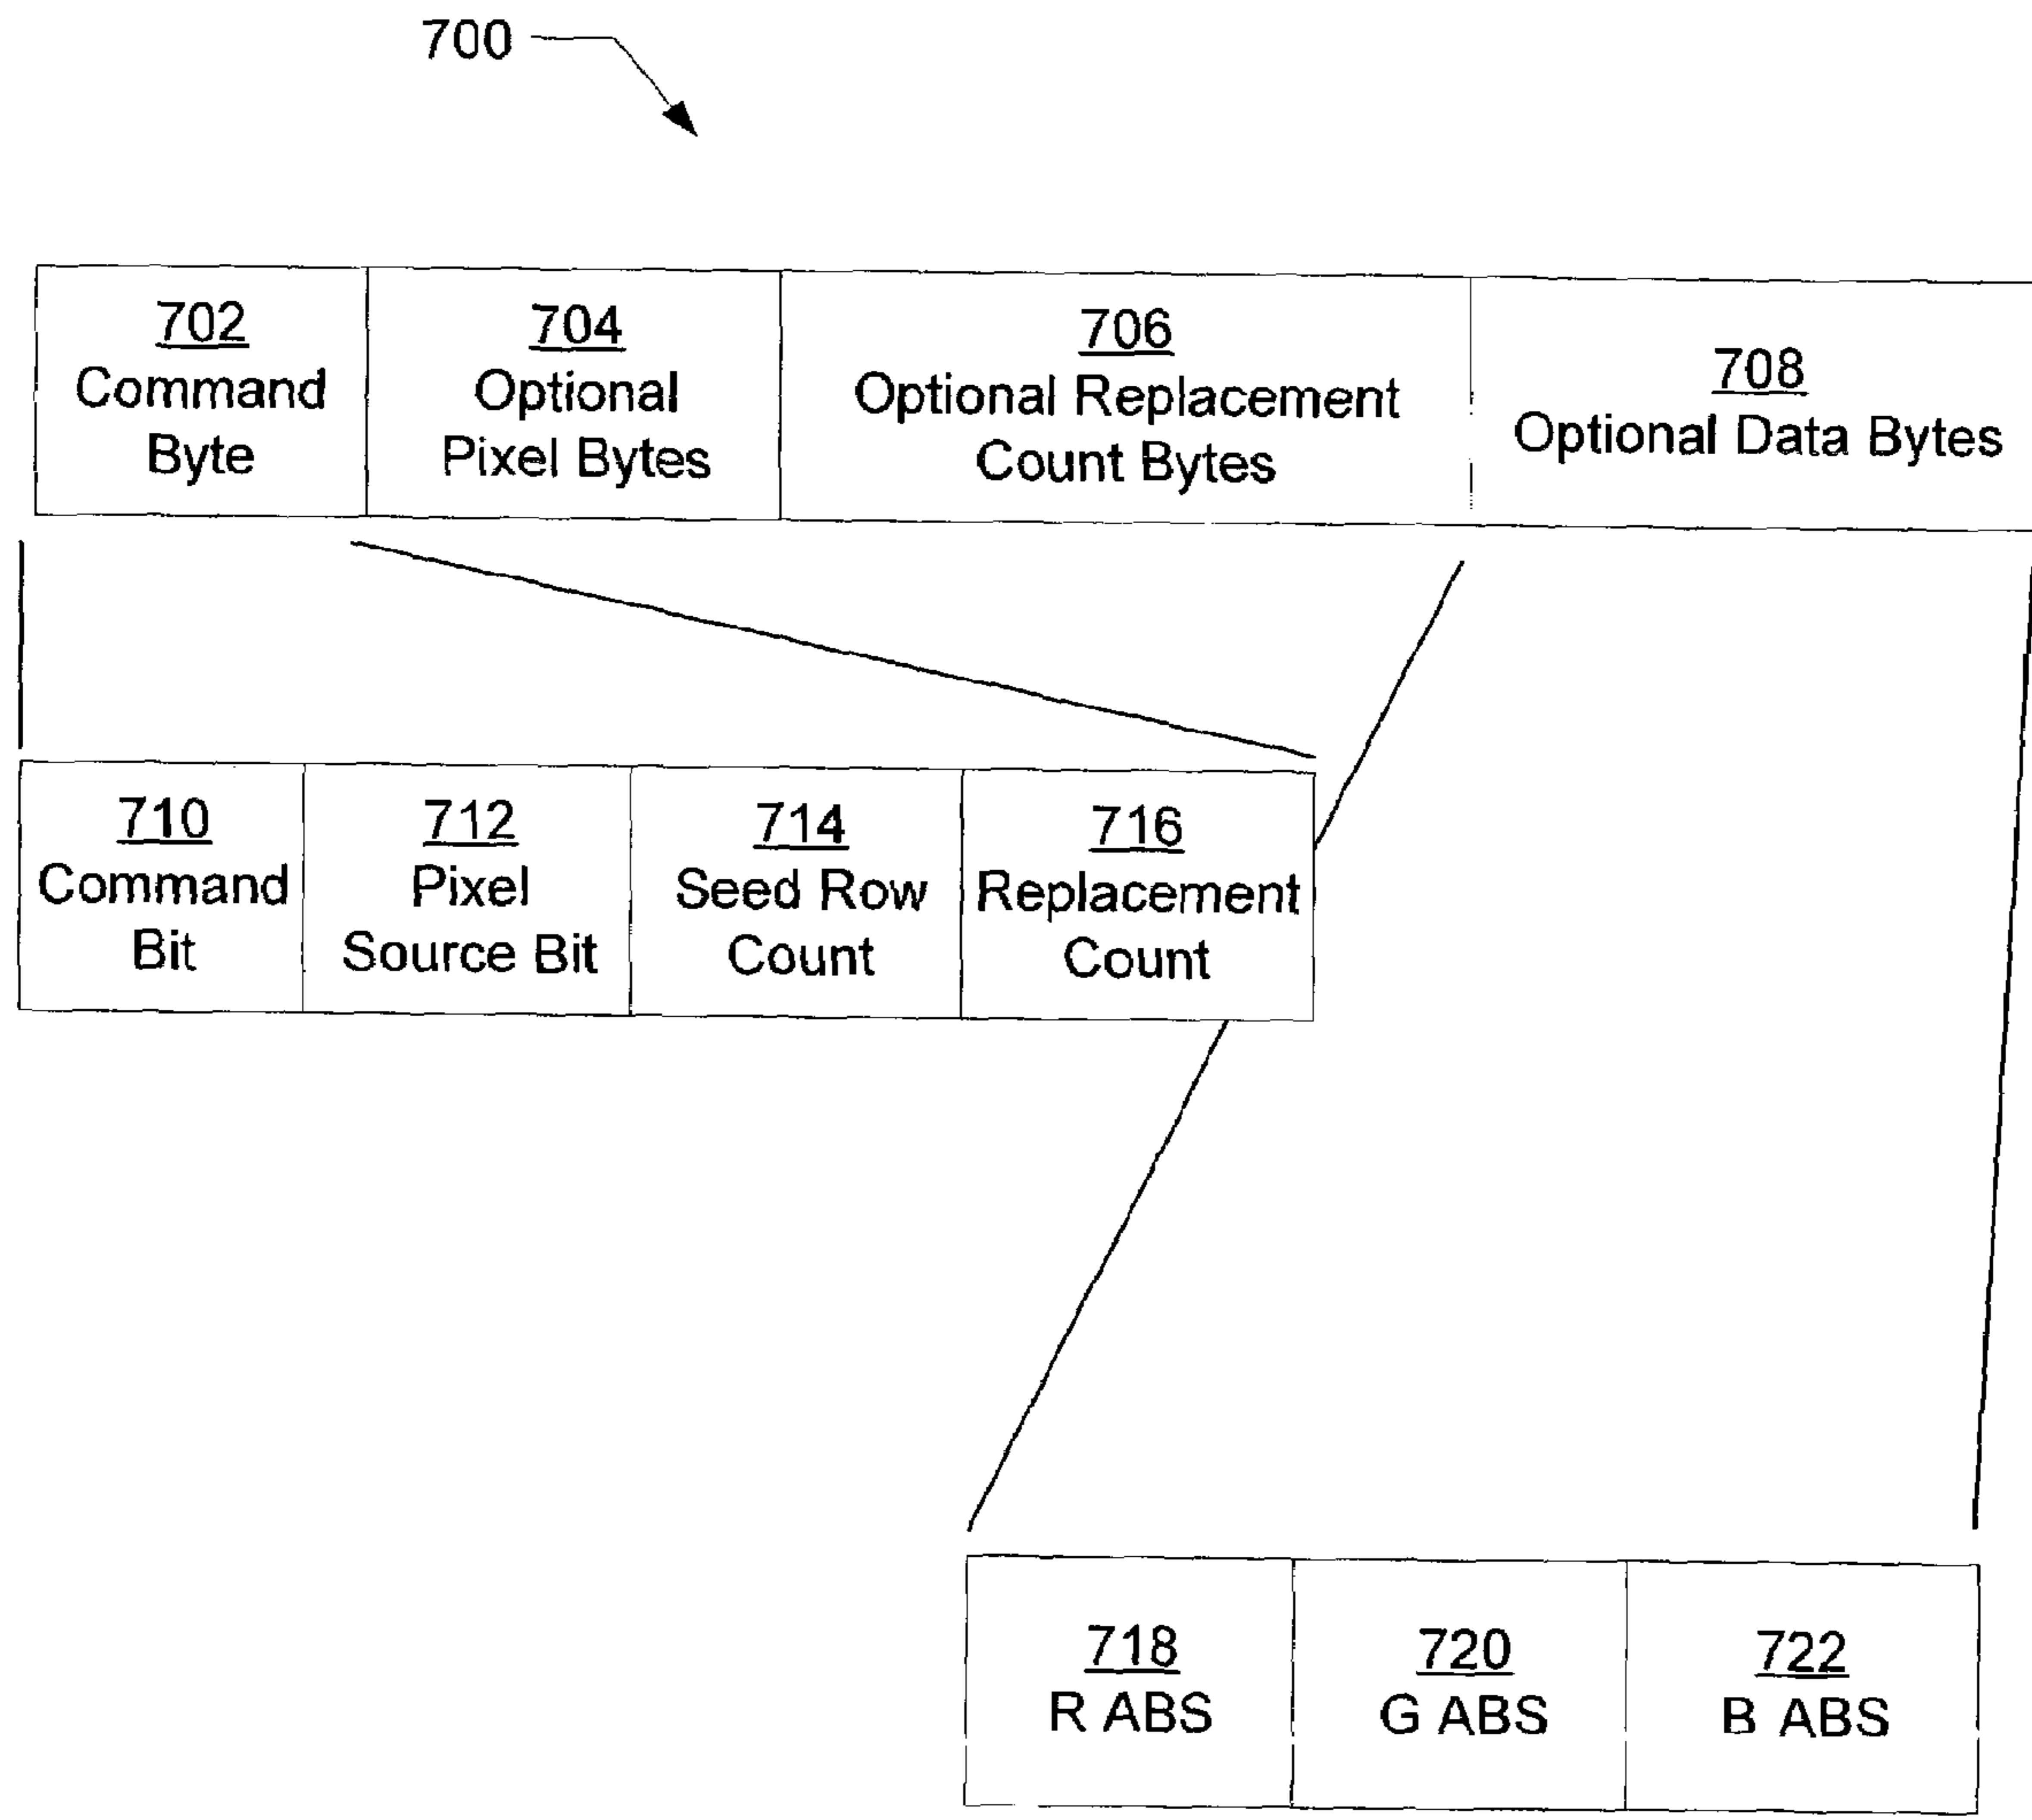 700
702
Command
Byte
704
Optional
Pixel Bytes
706
Optional Replacement
Count Bytes
708
Optional Data Bytes
710
Command
Bit
712
Pixel
Source Bit
714
Seed Row
Count
716
Replacement
Count
718
R ABS
720
G ABS
722
B ABS